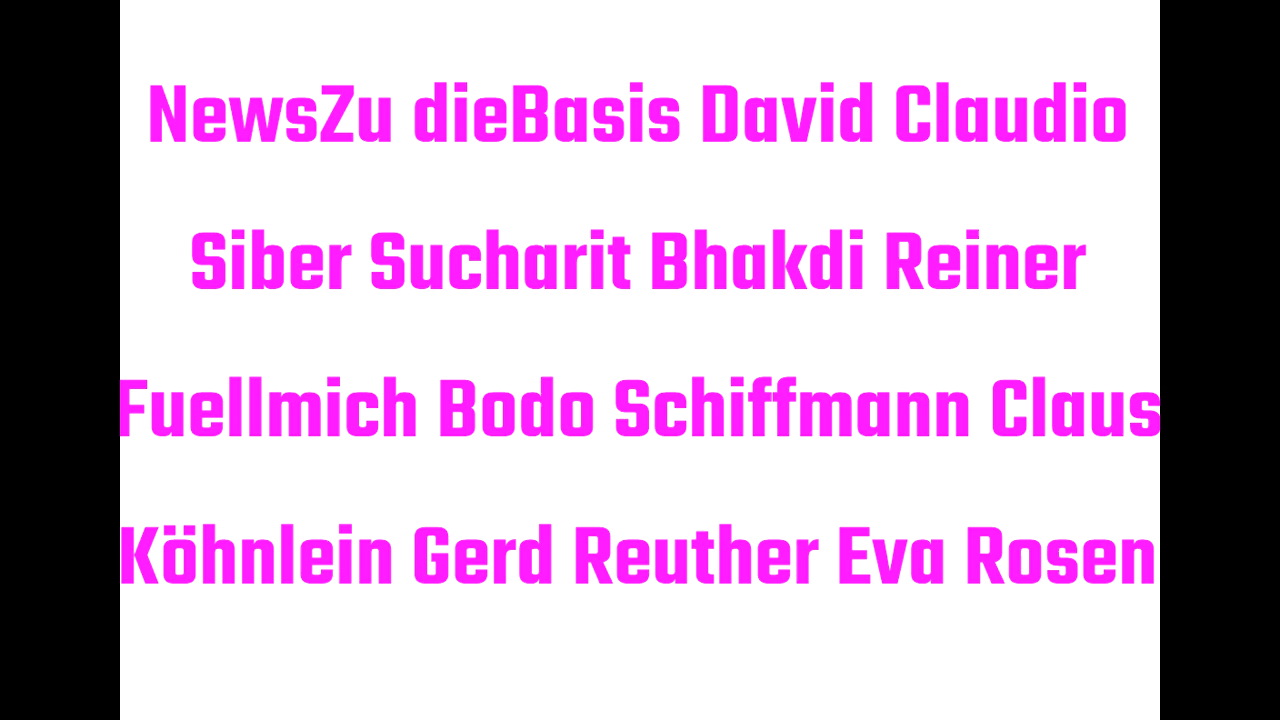 NewsZu dieBasis David Claudio
Siber Sucharit Bhakdi Reiner
Fuellmich Bodo Schiffmann Claus
Köhnlein Gerd Reuther Eva Rosen